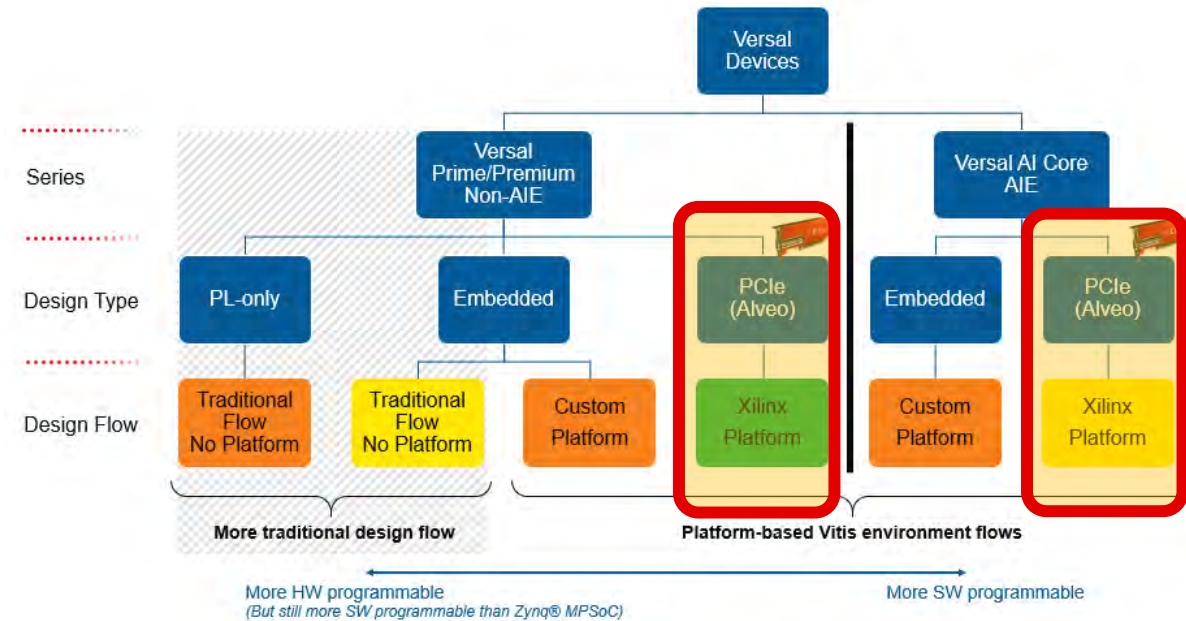 Versal
Devices
Series
Versal
Prime/Premium
Non-AIE
Versal AI Core
AIE
Design Type
PL-only
Embedded
PCIe
(Alveo)
Embedded
PCIe
(Alveo)
Design Flow
Traditional
Flow
No Platform
Traditional
Flow
No Platform
Custom
Platform
Xilinx
Platform
Custom
Platform
Xilinx
Platform
More traditional design flow
Platform-based Vitis environment flows
More HW programmable
(But still more SW programmable than Zynq® MPSoC)
More SW programmable